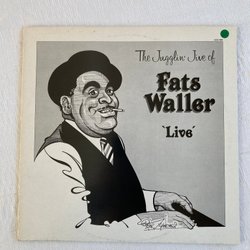 The Jugglin' Jive of
Fats
Waller
'Live'